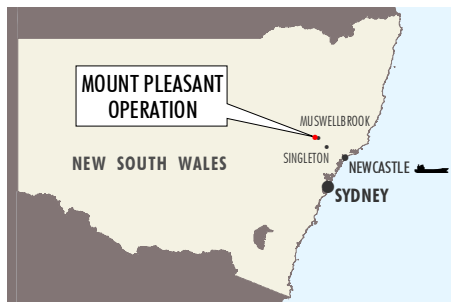 MOUNT PLEASANT
OPERATION
MUSWELLBROOK
SINGLETON
NEW SOUTH WALES
NEWCASTLE
SYDNEY